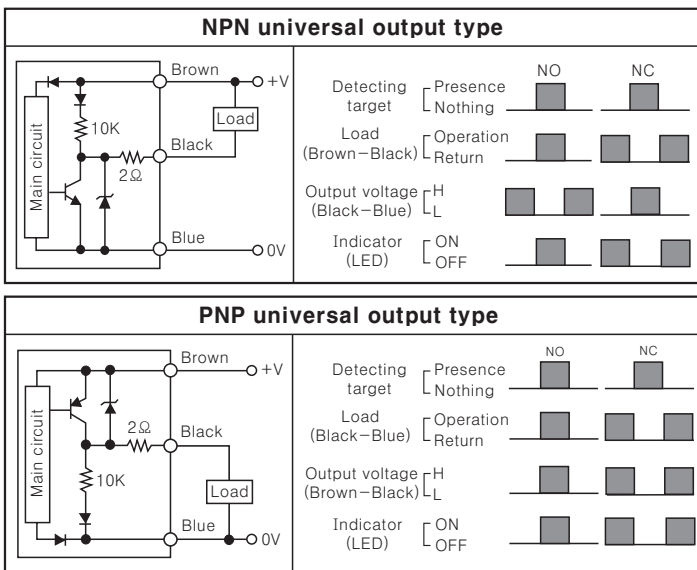 NPN universal output type
Main circuit
Brown
+V
10K
Load
Black
2Ω
Blue
0V
NO NC
Detecting target Presence Nothing
Load (Brown-Black) Operation Return
Output voltage (Black-Blue) H L
Indicator (LED) ON OFF
PNP universal output type
Main circuit
Brown
+V
2Ω
Black
10K
Load
Blue
0V
NO NC
Detecting target Presence Nothing
Load (Black-Blue) Operation Return
Output voltage (Brown-Black) H L
Indicator (LED) ON OFF